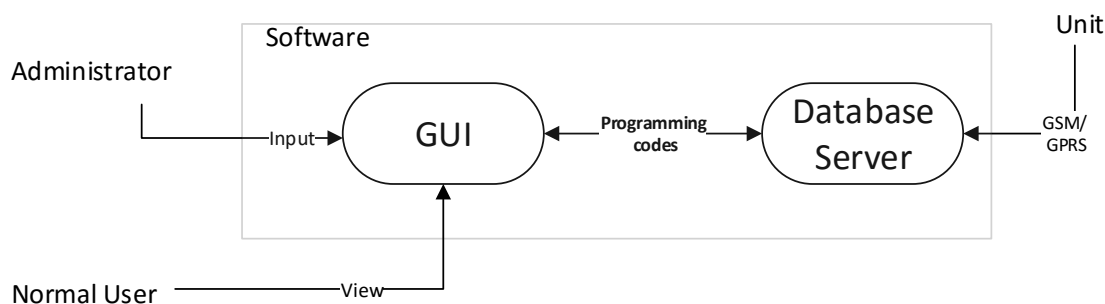 Unit
Software
Administrator
Input
GUI
Programming
codes
Database
Server
GSM/
GPRS
View
Normal User